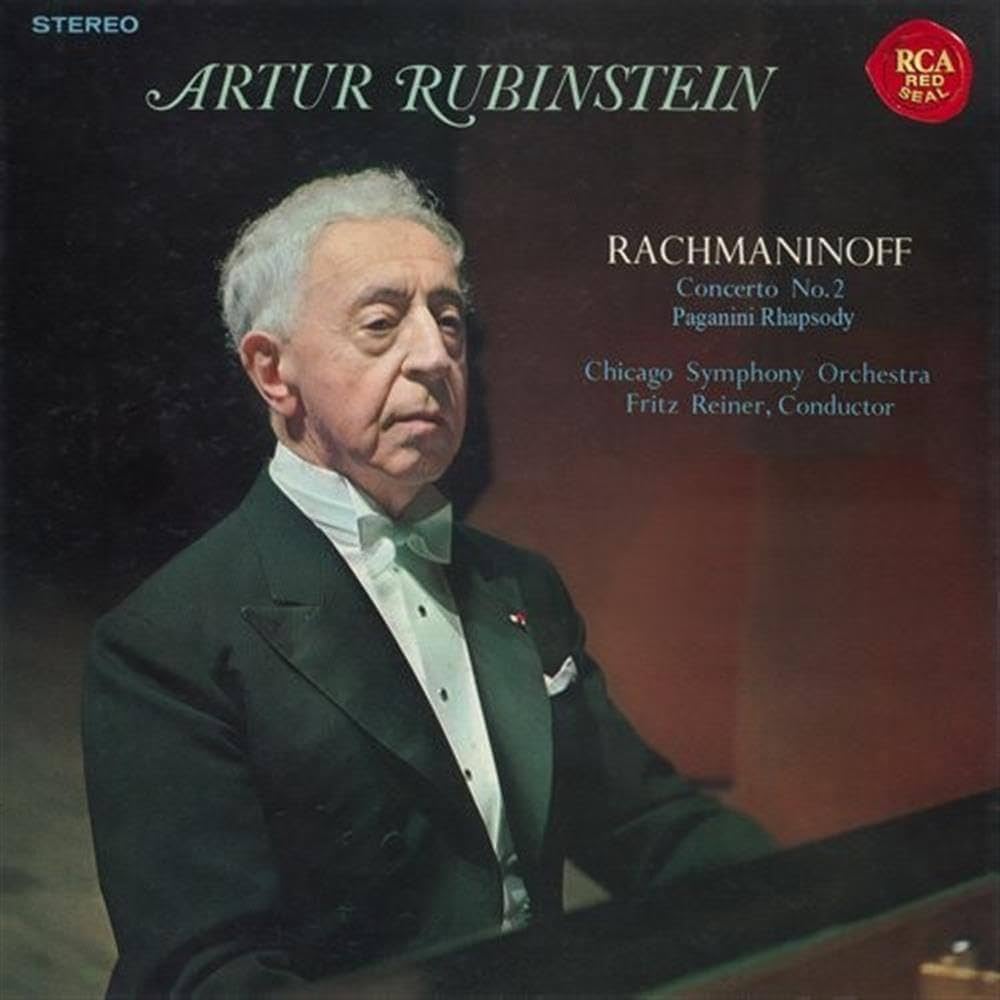 STEREO
ARTUR RUBINSTEIN
RCA
RED
SEAL
RACHMANINOFF
Concerto No.2
Paganini Rhapsody
Chicago Symphony Orchestra
Fritz Reiner, Conductor